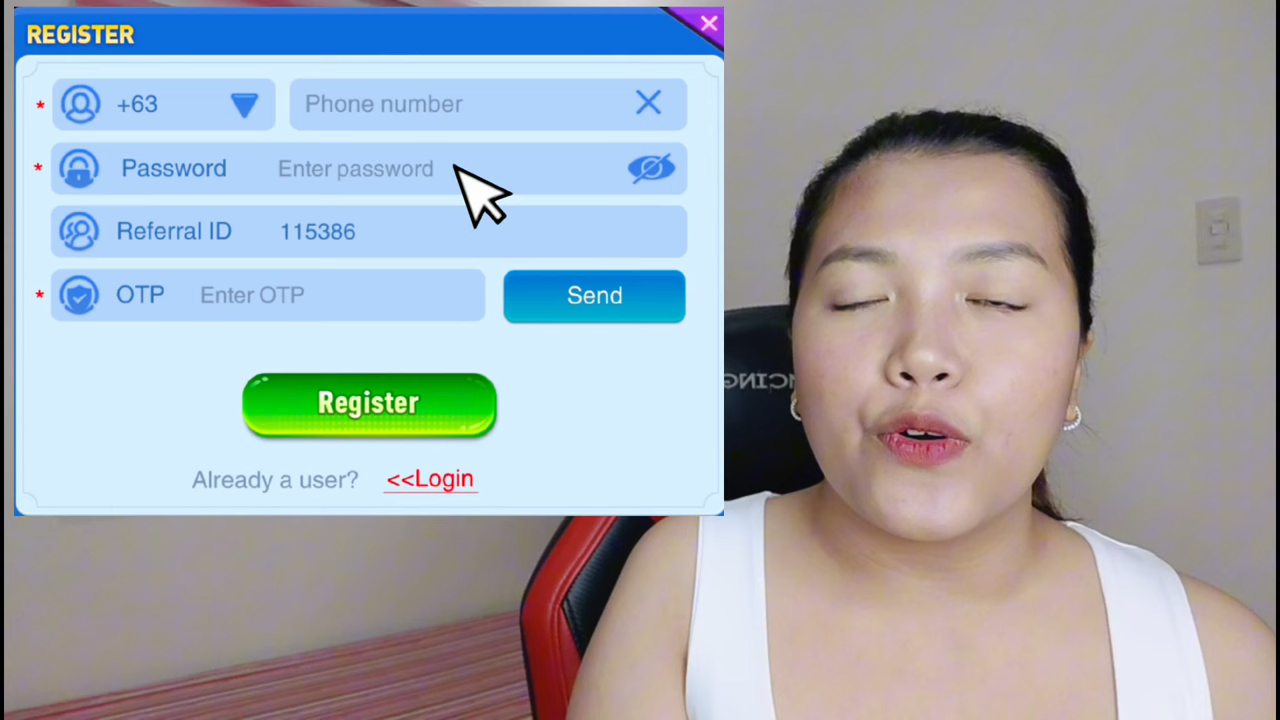 REGISTER
* +63 Phone number
* Password Enter password
Referral ID 115386
* OTP Enter OTP Send
Register
Already a user? <<Login